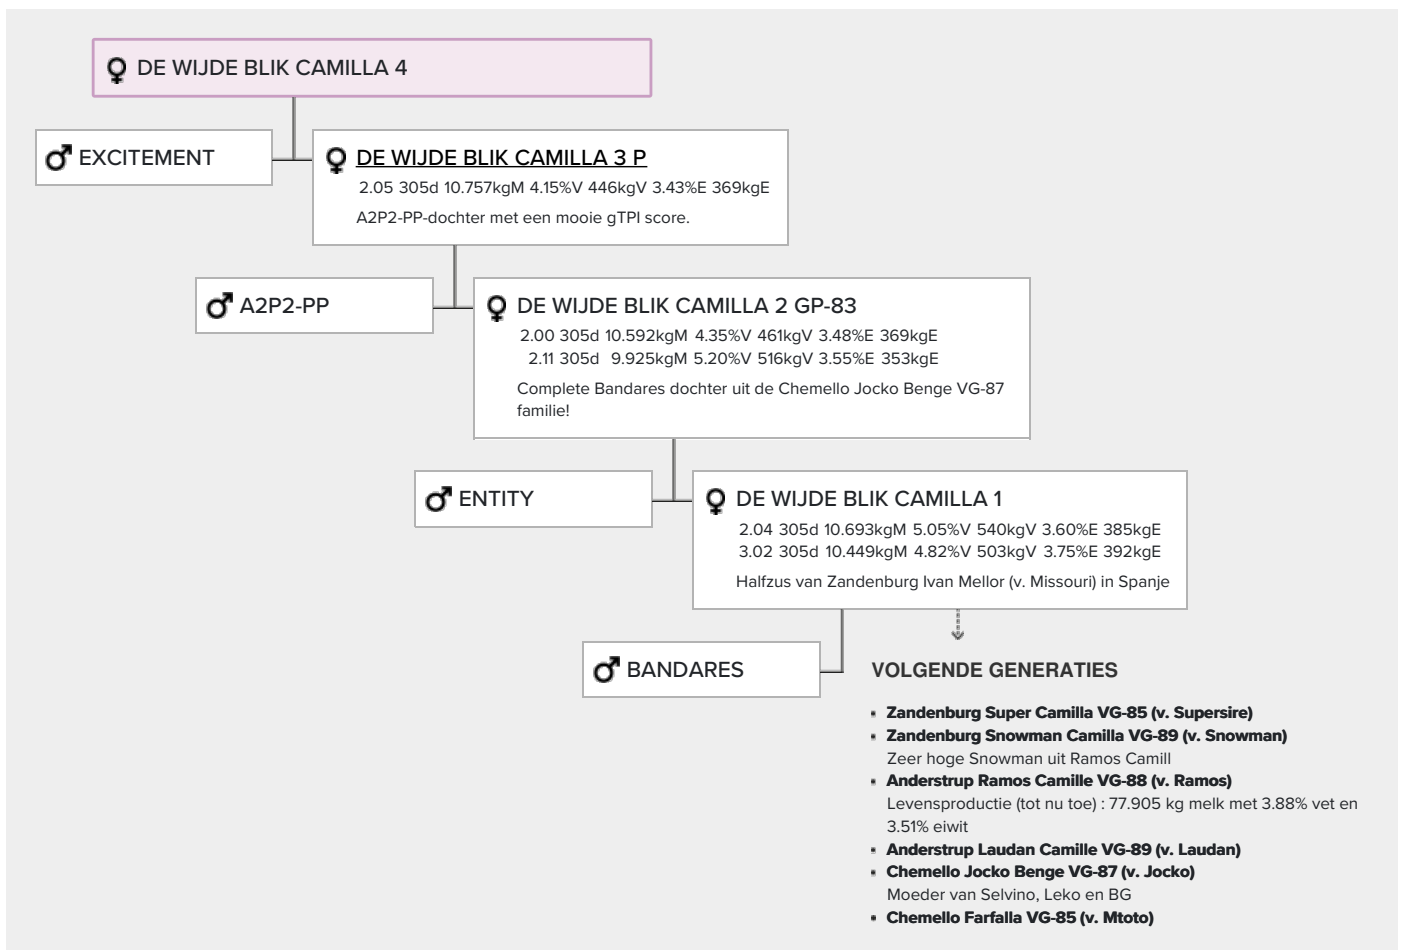 DE WIJDE BLIK CAMILLA 4
EXCITEMENT
DE WIJDE BLIK CAMILLA 3 P
2.05 305d 10.757kgM 4.15%V 446kgV 3.43%E 369kgE
A2P2-PP-dochter met een mooie gTPI score.
A2P2-PP
DE WIJDE BLIK CAMILLA 2 GP-83
2.00 305d 10.592kgM 4.35%V 461kgV 3.48%E 369kgE
2.11 305d 9.925kgM 5.20%V 516kgV 3.55%E 353kgE
Complete Bandares dochter uit de Chemello Jocko Benge VG-87
familie!
ENTITY
DE WIJDE BLIK CAMILLA 1
2.04 305d 10.693kgM 5.05%V 540kgV 3.60%E 385kgE
3.02 305d 10.449kgM 4.82%V 503kgV 3.75%E 392kgE
Halfzus van Zandenburg Ivan Mellor (v. Missouri) in Spanje
BANDARES
VOLGENDE GENERATIES
Zandenburg Super Camilla VG-85 (v. Supersire)
Zandenburg Snowman Camilla VG-89 (v. Snowman)
Zeer hoge Snowman uit Ramos Camill
Anderstrup Ramos Camille VG-88 (v. Ramos)
Levensproductie (tot nu toe) : 77.905 kg melk met 3.88% vet en
3.51% eiwit
Anderstrup Laudan Camille VG-89 (v. Laudan)
Chemello Jocko Benge VG-87 (v. Jocko)
Moeder van Selvino, Leko en BG
Chemello Farfalla VG-85 (v. Mtoto)